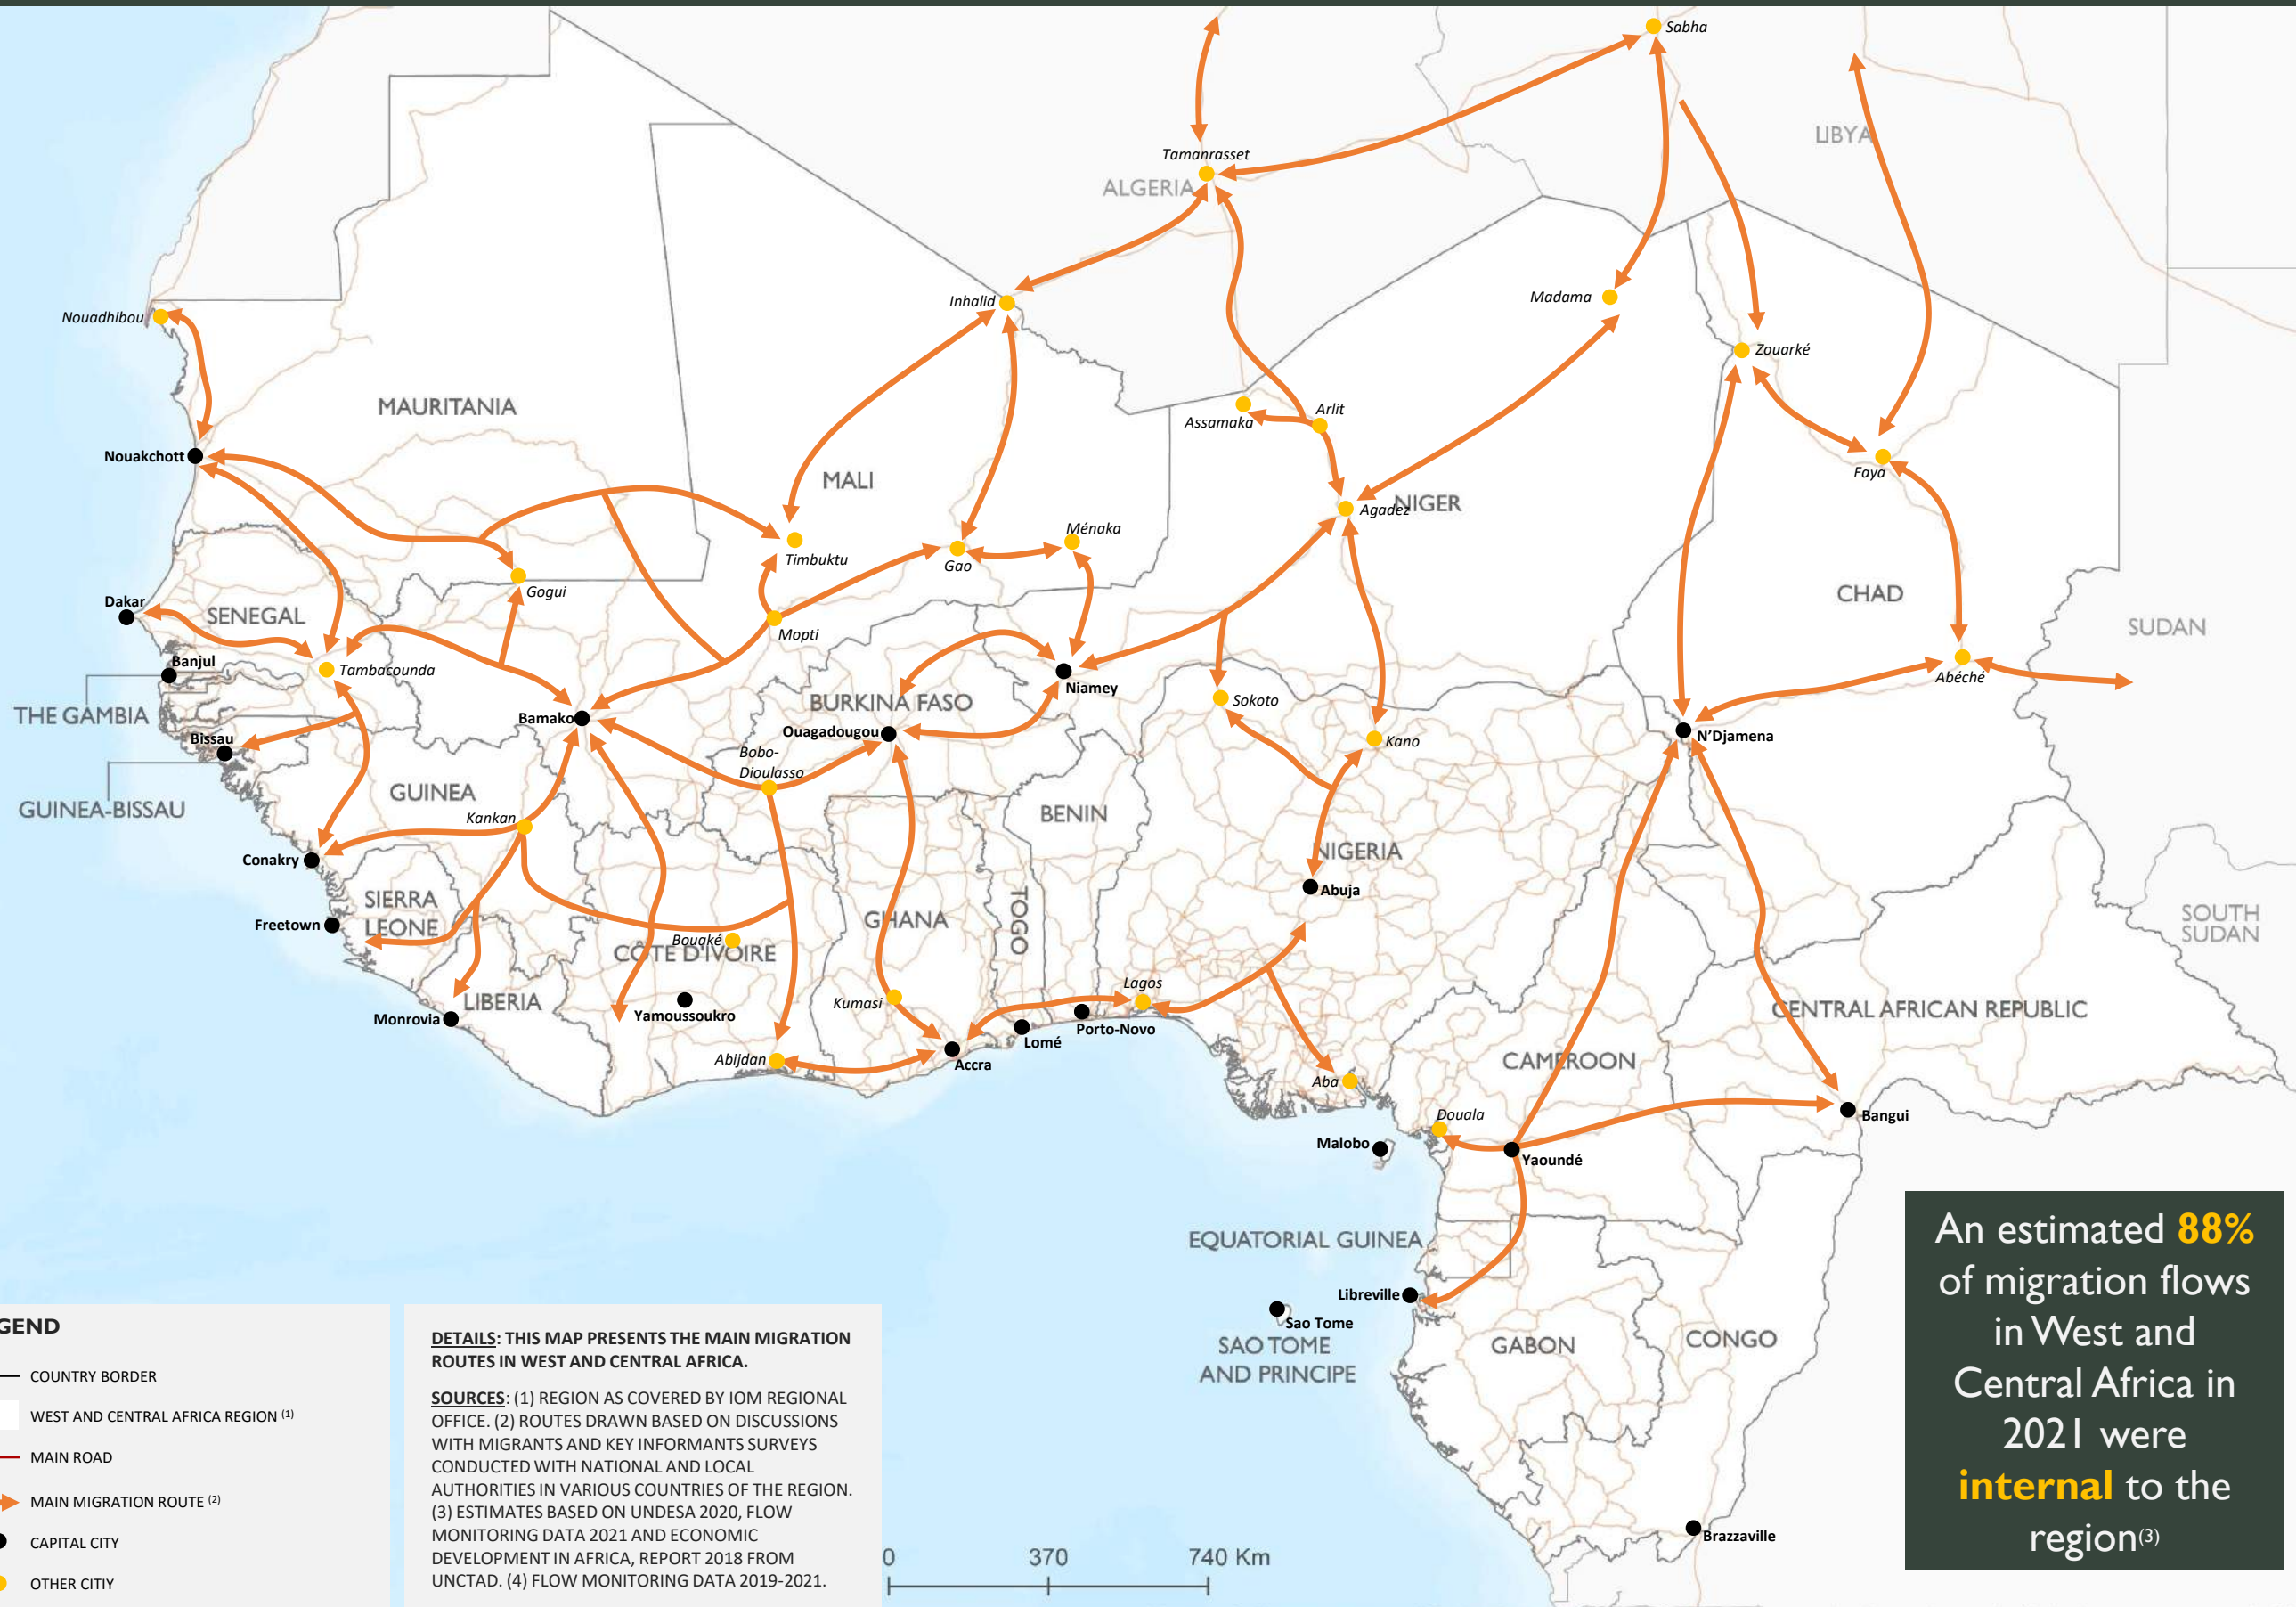 Sabha
LIBYA
Tamanrasset
ALGERIA
Inhalid
Madama
Nouadhibou
Zouarké
MAURITANIA
Assamaka
Arlit
Nouakchott
MALI
Faya
Agadez
NIGER
Ménaka
Timbuktu
Gao
Gogui
CHAD
Dakar
SENEGAL
SUDAN
Mopti
Banjul
Tambacounda
Abéché
Niamey
THE GAMBIA
BURKINA FASO
Sokoto
Bamako
Ouagadougou
N'Djamena
Bissau
Kano
Bobo-
Dioulasso
GUINEA
GUINEA-BISSAU
BENIN
Kankan
NIGERIA
Conakry
Abuja
SIERRA
LEONE
TOGO
GHANA
SOUTH
SUDAN
Freetown
Bouaké
CÔTE D'IVOIRE
Lagos
LIBERIA
Kumasi
Yamoussoukro
CENTRAL AFRICAN REPUBLIC
Monrovia
Porto-Novo
Lomé
Abijdan
Accra
CAMEROON
Aba
Douala
Bangui
Malobo
Yaoundé
EQUATORIAL GUINEA
Libreville
Sao Tome
SAO TOME
AND PRINCIPE
GABON
CONGO
Brazzaville
An estimated 88%
of migration flows
in West and
Central Africa in
2021 were
internal to the
region(3)
GEND
COUNTRY BORDER
WEST AND CENTRAL AFRICA REGION (1)
MAIN ROAD
MAIN MIGRATION ROUTE (2)
CAPITAL CITY
OTHER CITIY
DETAILS: THIS MAP PRESENTS THE MAIN MIGRATION
ROUTES IN WEST AND CENTRAL AFRICA.
SOURCES: (1) REGION AS COVERED BY IOM REGIONAL
OFFICE. (2) ROUTES DRAWN BASED ON DISCUSSIONS
WITH MIGRANTS AND KEY INFORMANTS SURVEYS
CONDUCTED WITH NATIONAL AND LOCAL
AUTHORITIES IN VARIOUS COUNTRIES OF THE REGION.
(3) ESTIMATES BASED ON UNDESA 2020, FLOW
MONITORING DATA 2021 AND ECONOMIC
DEVELOPMENT IN AFRICA, REPORT 2018 FROM
UNCTAD. (4) FLOW MONITORING DATA 2019-2021.
0 370 740 Km